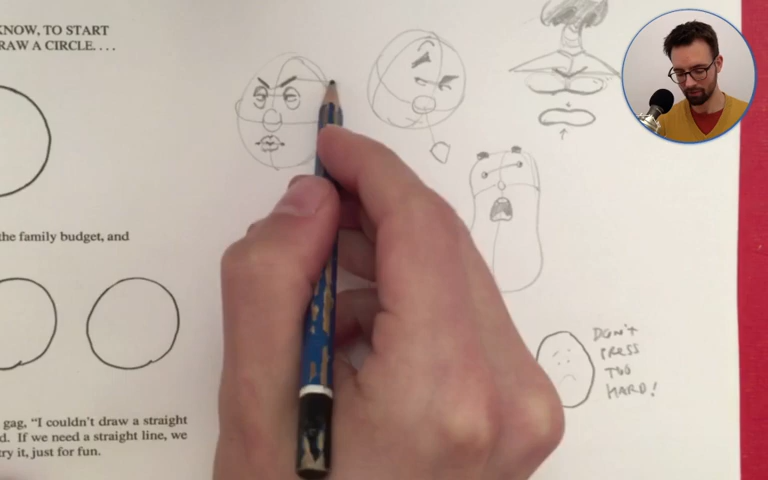 KNOW, TO START
RAW A CIRCLE. . . .
the family budget, and
gag, “I couldn't draw a straight
d. If we need a straight line, we
try it, just for fun.
DON'T
PRESS
TOO
HARD!